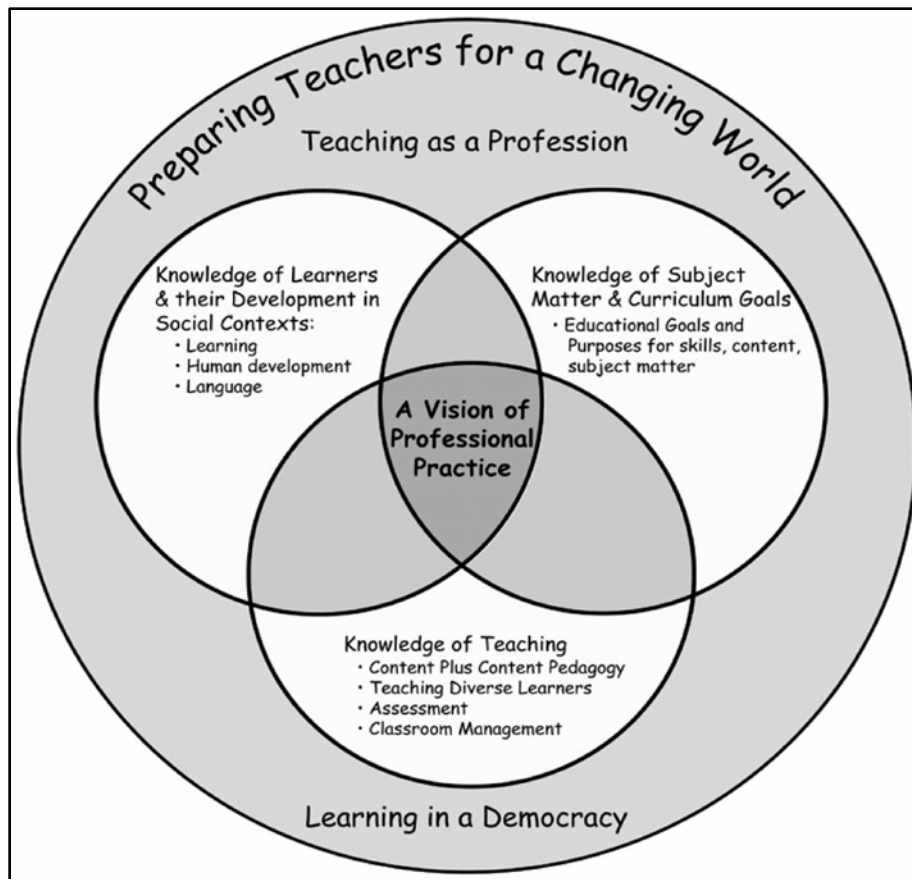 Preparing Teachers for a Changing World
Teaching as a Profession
Knowledge of Learners
& their Development in
Social Contexts:
· Learning
· Human development
· Language
Knowledge of Subject
Matter & Curriculum Goals
· Educational Goals and
Purposes for skills, content,
subject matter
A Vision of
Professional
Practice
Knowledge of Teaching
· Content Plus Content Pedagogy
· Teaching Diverse Learners
· Assessment
· Classroom Management
Learning in a Democracy